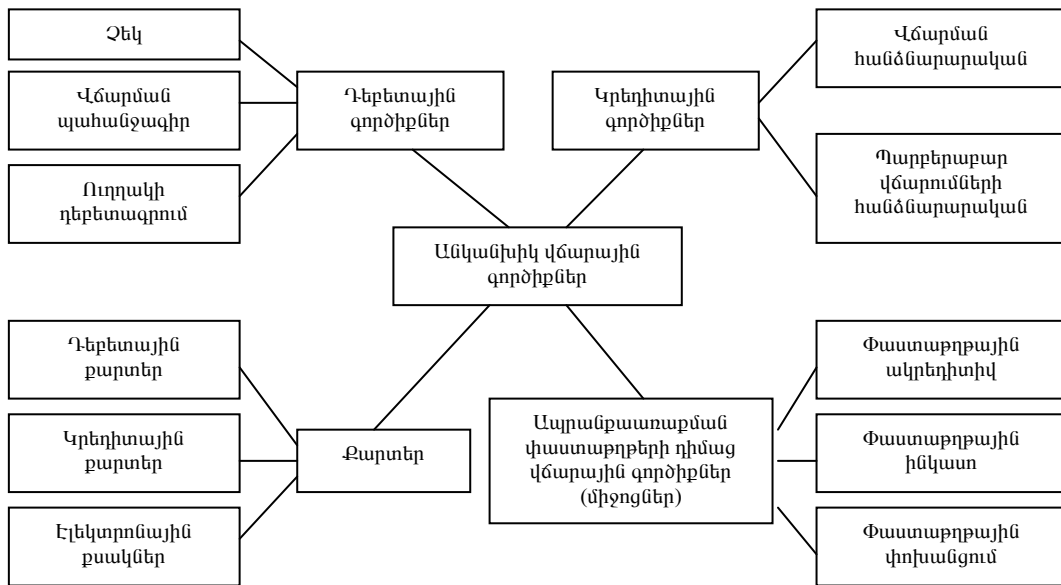 Չեկ
Վճարման
պահանջագիր
Ուղղակի
դեբետագրում
Դեբետային
գործիքներ
Կրեդիտային
գործիքներ
Վճարման
հանձնարարական
Պարբերաբար
վճարումների
հանձնարարական
Անկանխիկ վճարային
գործիքներ
Դեբետային
քարտեր
Կրեդիտային
քարտեր
Էլեկտրոնային
քսակներ
Քարտեր
Ապրանքաառաքման
փաստաթղթերի դիմաց
վճարային գործիքներ
(միջոցներ)
Փաստաթղթային
ակրեդիտիվ
Փաստաթղթային
ինկասո
Փաստաթղթային
փոխանցում